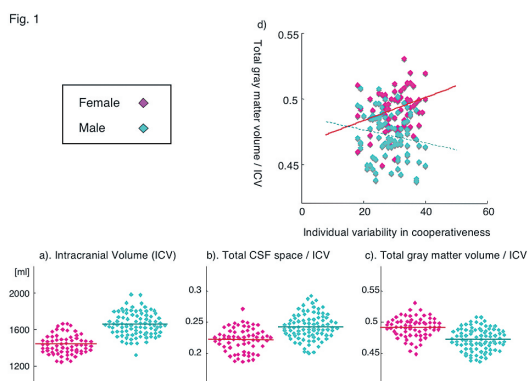 Fig. 1
d)
0.55
0.5
0.45
Total gray matter volume / ICV
0
20
40
60
Individual variability in cooperativeness
Female
Male
a). Intracranial Volume (ICV)
b). Total CSF space / ICV
c). Total gray matter volume / ICV
[ml]
2000
1600
1200
0.3
0.25
0.2
0.55
0.5
0.45